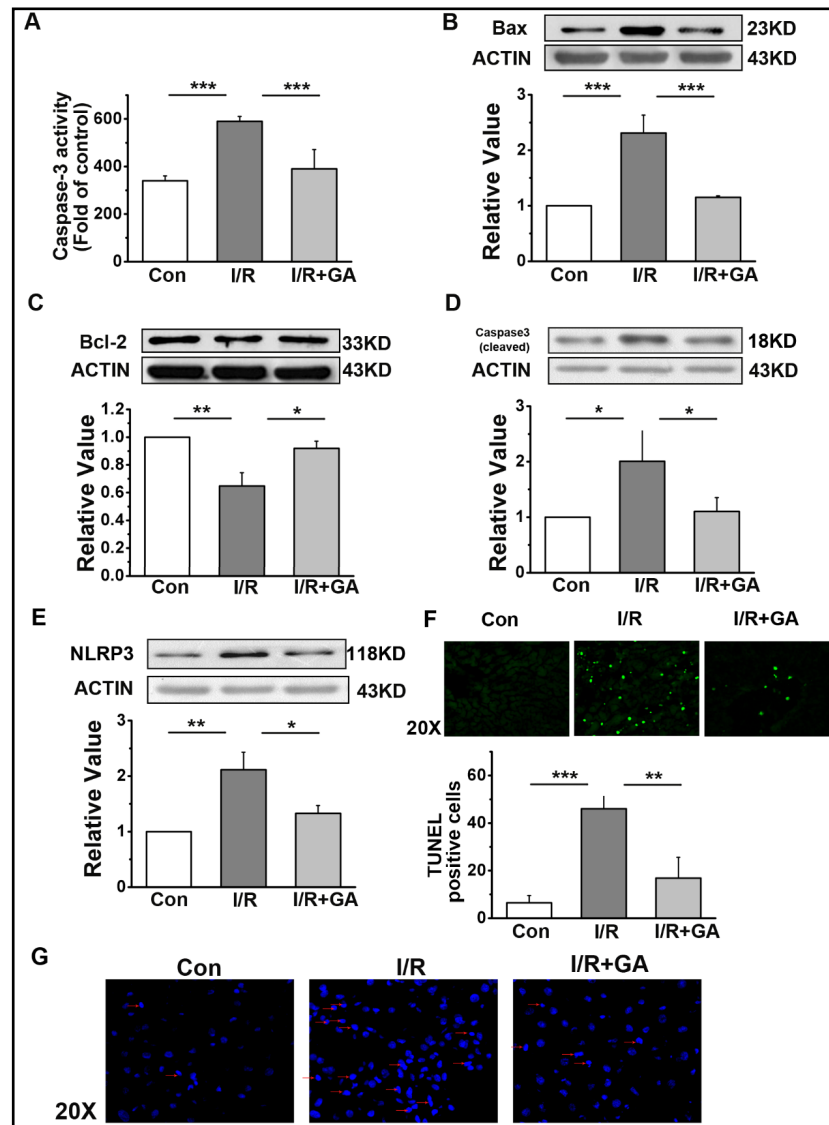 A
Caspase-3 activity
(Fold of control)
600
400
200
0
***
***
Con I/R I/R+GA
B
Bax 23KD
ACTIN 43KD
Relative Value
3
2
1
0
***
***
Con I/R I/R+GA
C
Bcl-2 33KD
ACTIN 43KD
Relative Value
1.2
1.0
0.8
0.6
0.4
0.2
0.0
**
*
Con I/R I/R+GA
D
Caspase3
(cleaved)
18KD
ACTIN 43KD
Relative Value
3
2
1
0
*
*
Con I/R I/R+GA
E
NLRP3 118KD
ACTIN 43KD
Relative Value
3
2
1
0
**
*
Con I/R I/R+GA
F
Con I/R I/R+GA
20X
TUNEL
positive cells
60
40
20
0
***
**
Con I/R I/R+GA
G
Con I/R I/R+GA
20X